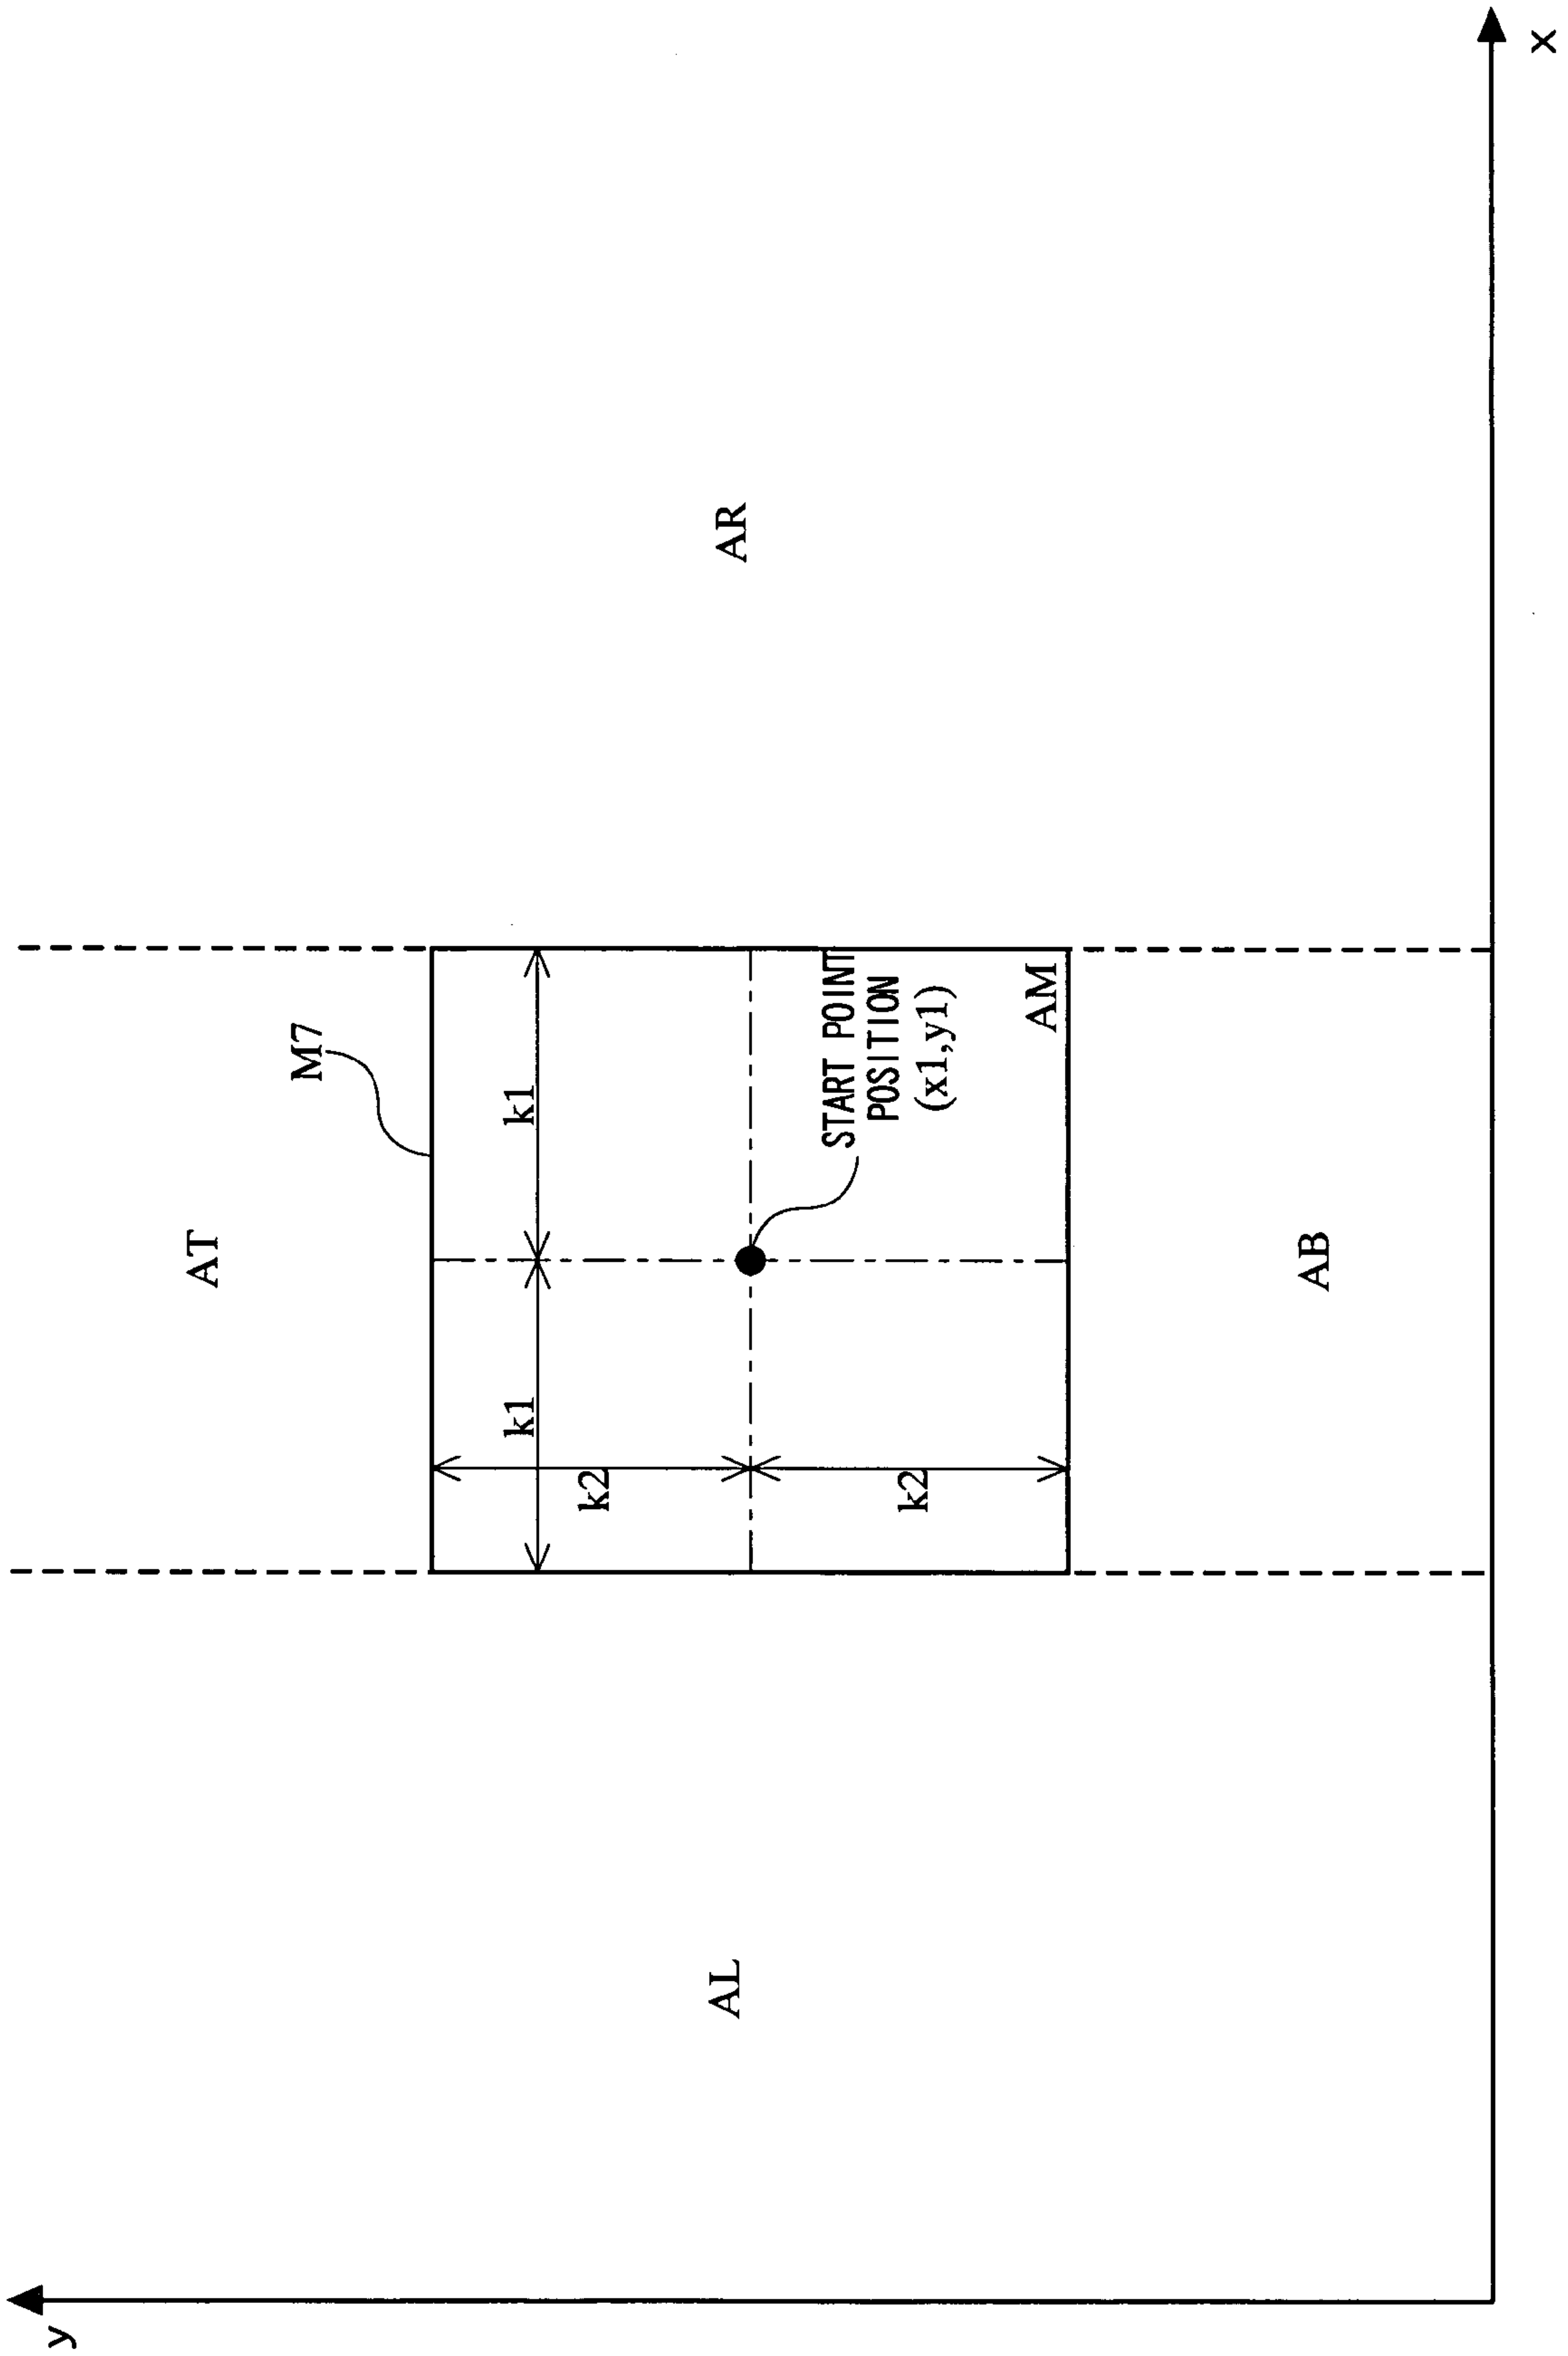 y
AT
M7
k1
k1
k2
k2
START POINT
POSITION
(x1,y1)
AM
AL
AR
AB
x